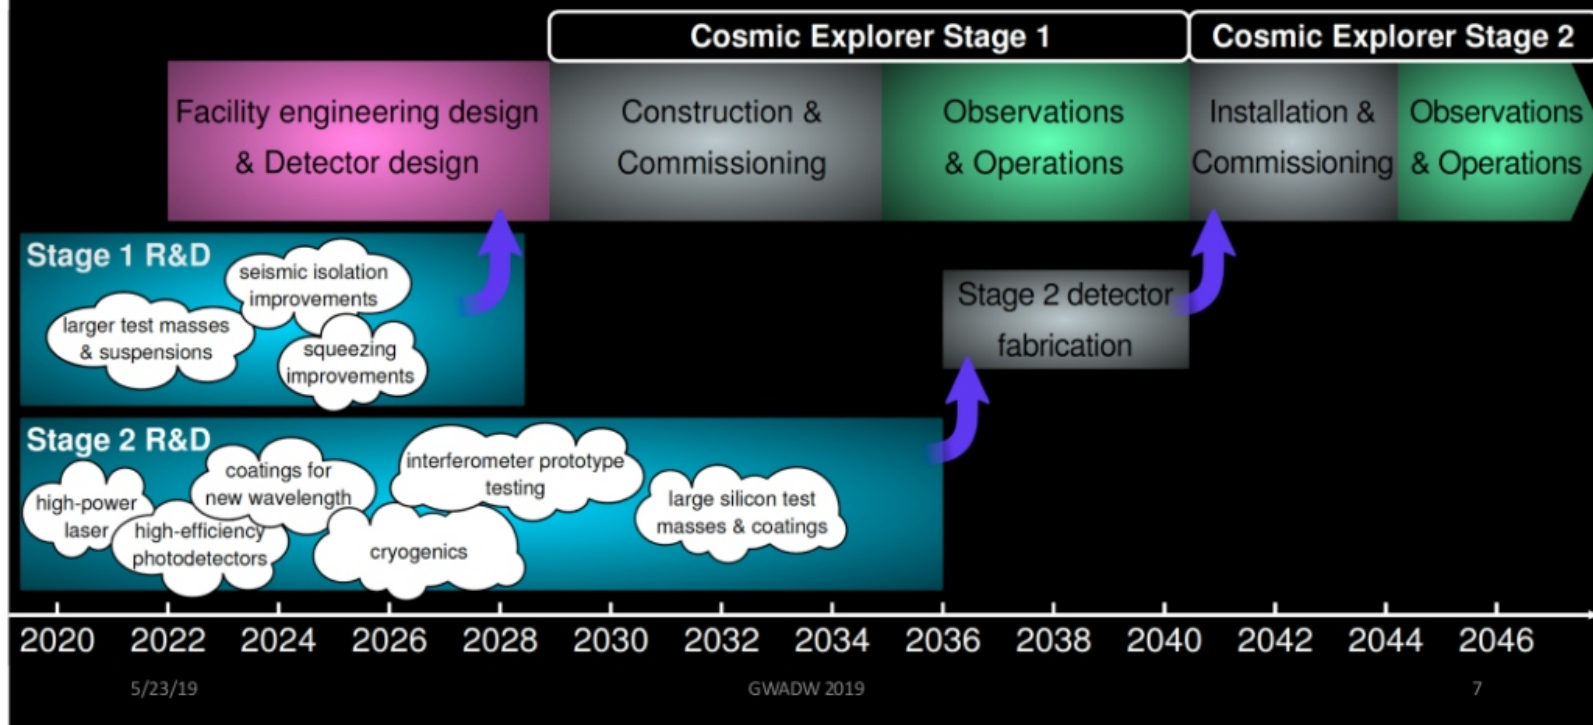 Cosmic Explorer Stage 1
Cosmic Explorer Stage 2
Facility engineering design
& Detector design
Construction &
Commissioning
Observations
& Operations
Installation &
Commissioning
Observations
& Operations
Stage 1 R&D
seismic isolation
improvements
larger test masses
& suspensions
squeezing
improvements
Stage 2 detector
fabrication
Stage 2 R&D
high-power
laser
coatings for
new wavelength
high-efficiency
photodetectors
interferometer prototype
testing
cryogenics
large silicon test
masses & coatings
2020 2022 2024 2026 2028 2030 2032 2034 2036 2038 2040 2042 2044 2046
5/23/19
GWADW 2019
7